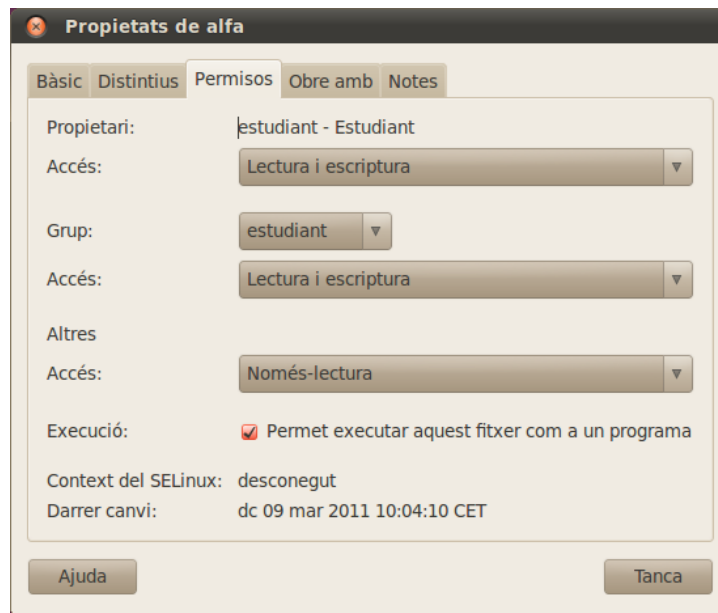 Propietats de alfa
Bàsic Distintius Permisos Obre amb Notes
Propietari: estudiant - Estudiant
Accés: Lectura i escriptura
Grup: estudiant
Accés: Lectura i escriptura
Altres
Accés: Només-lectura
Execució: Permet executar aquest fitxer com a un programa
Context del SELinux: desconegut
Darrer canvi: dc 09 mar 2011 10:04:10 CET
Ajuda Tanca